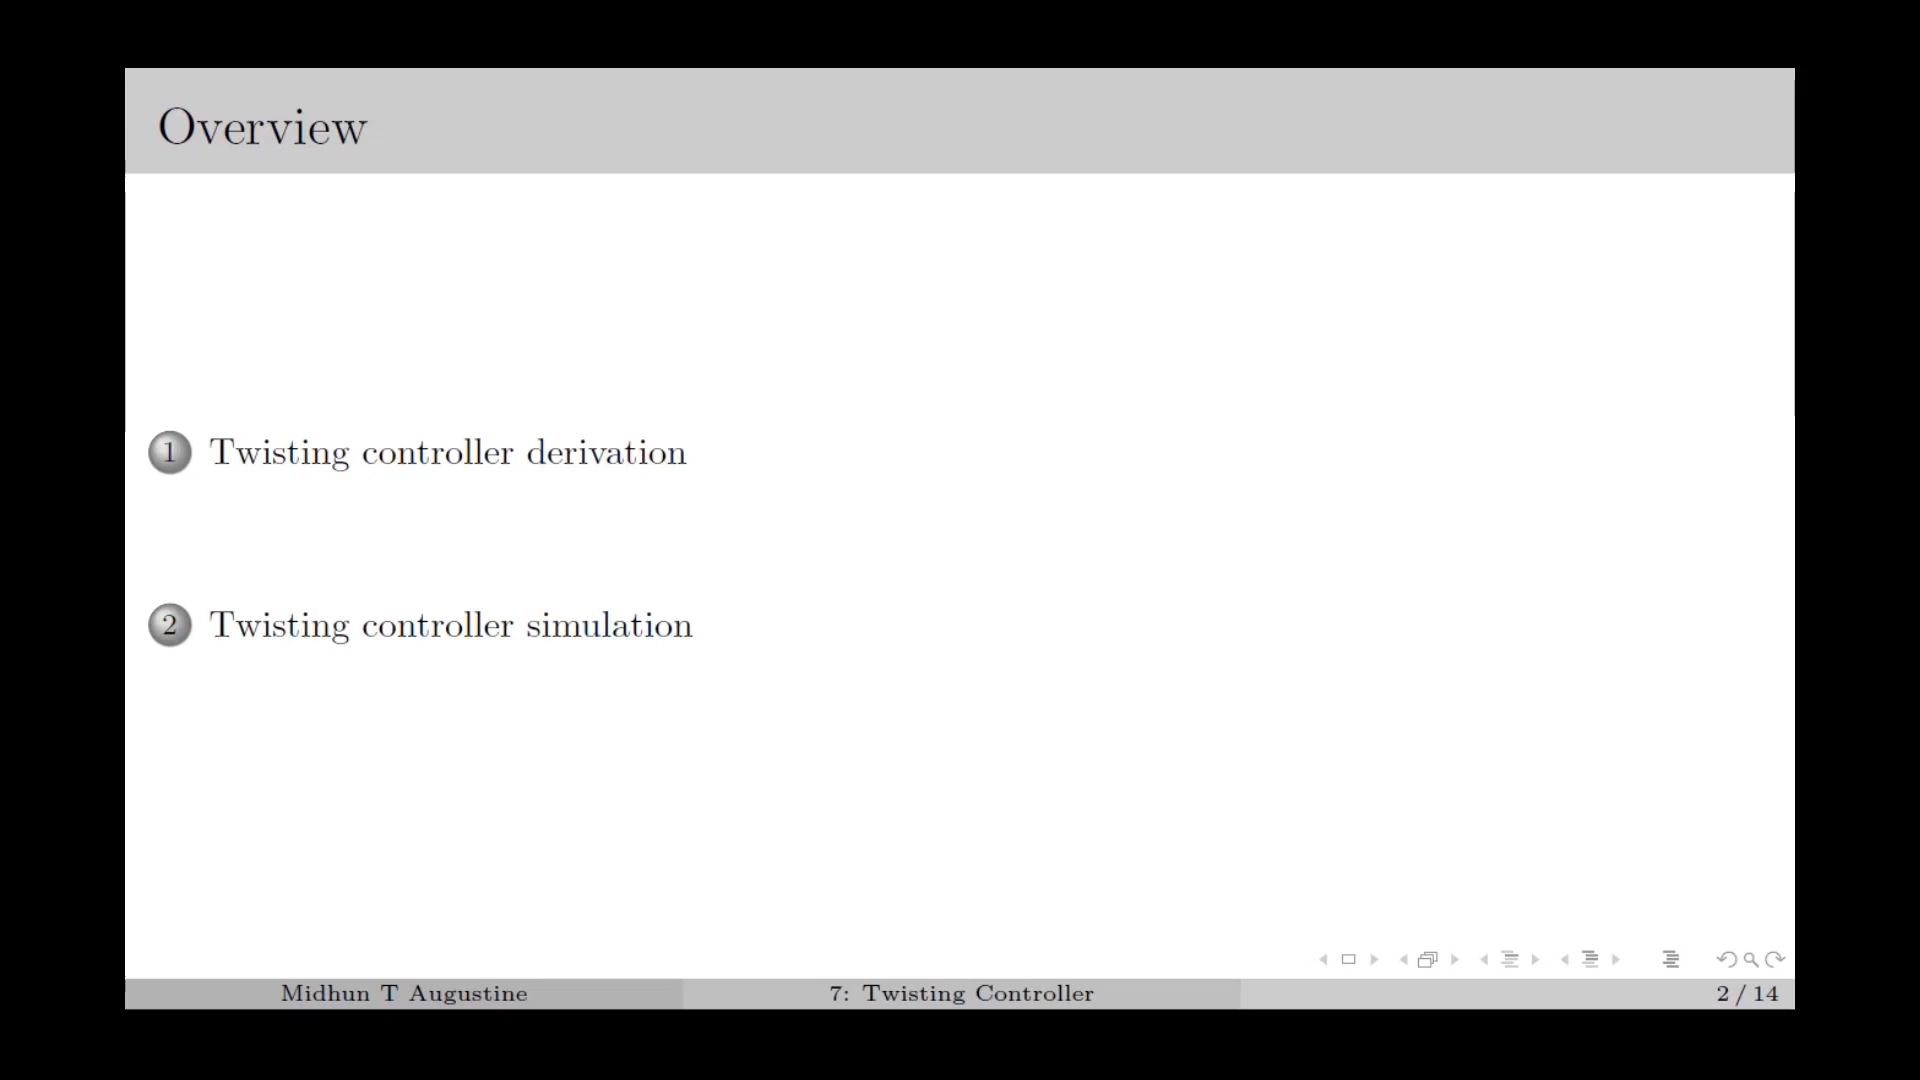 Overview
1 Twisting controller derivation
2 Twisting controller simulation
Midhun T Augustine 7: Twisting Controller 2 / 14